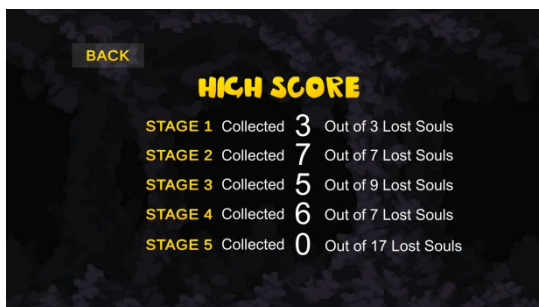 BACK
HIGH SCORE
STAGE 1 Collected 3 Out of 3 Lost Souls
STAGE 2 Collected 7 Out of 7 Lost Souls
STAGE 3 Collected 5 Out of 9 Lost Souls
STAGE 4 Collected 6 Out of 7 Lost Souls
STAGE 5 Collected 0 Out of 17 Lost Souls